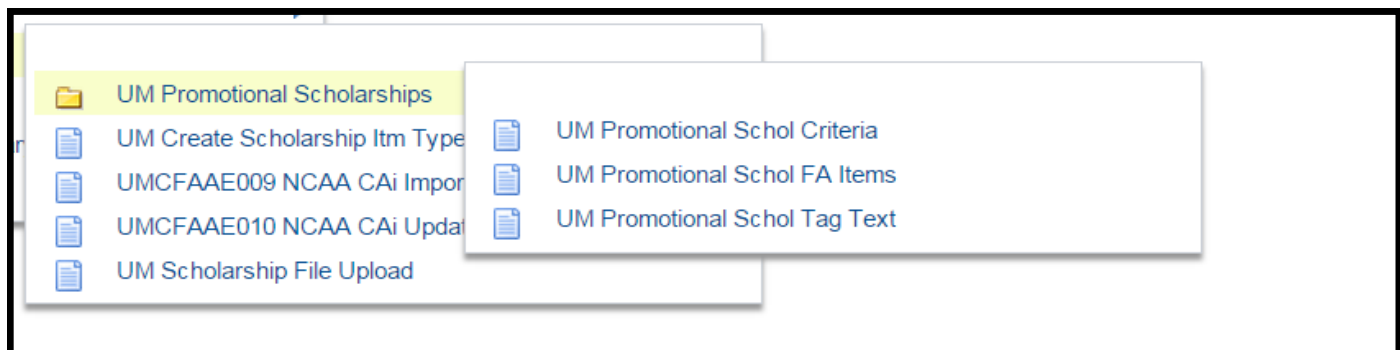 UM Promotional Scholarships
UM Create Scholarship Itm Type
UMCFAAE009 NCAA CAi Impor
UMCFAAE010 NCAA CAi Updat
UM Scholarship File Upload
UM Promotional Schol Criteria
UM Promotional Schol FA Items
UM Promotional Schol Tag Text